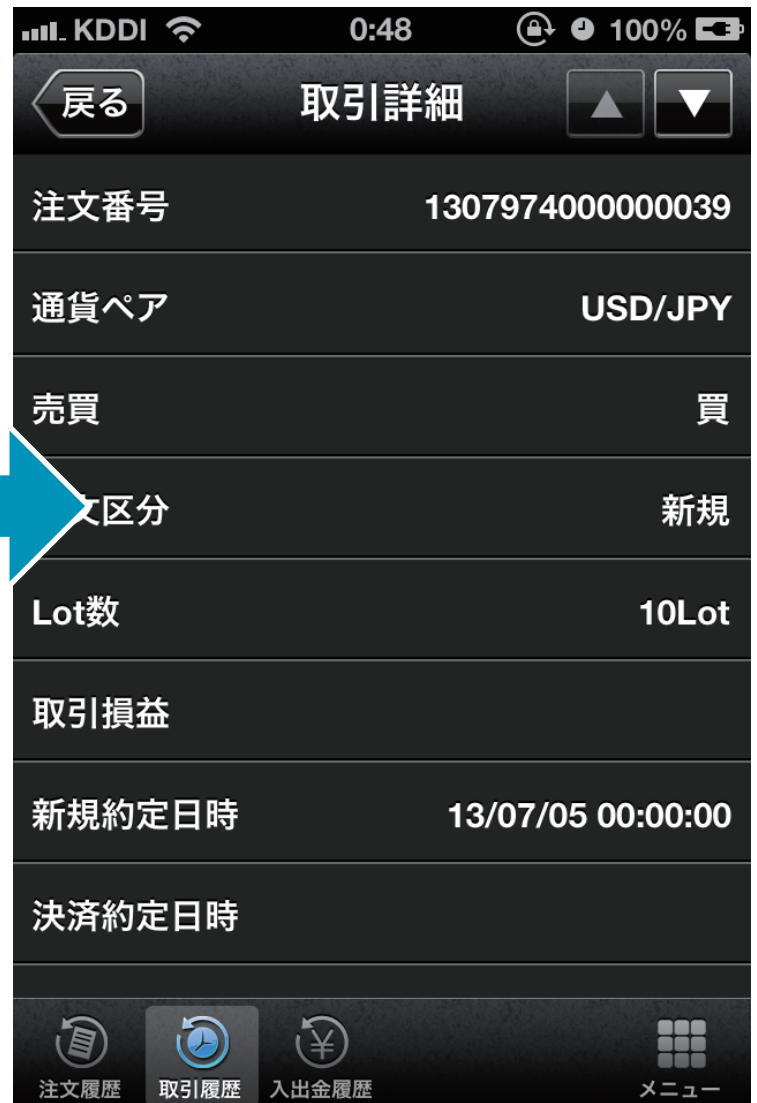 KDDI 0:48 100%
戻る 取引詳細
注文番号 1307974000000039
通貨ペア USD/JPY
売買 買
文区分 新規
Lot数 10Lot
取引損益
新規約定日時 13/07/05 00:00:00
決済約定日時
注文履歴 取引履歴 入出金履歴 メニュー